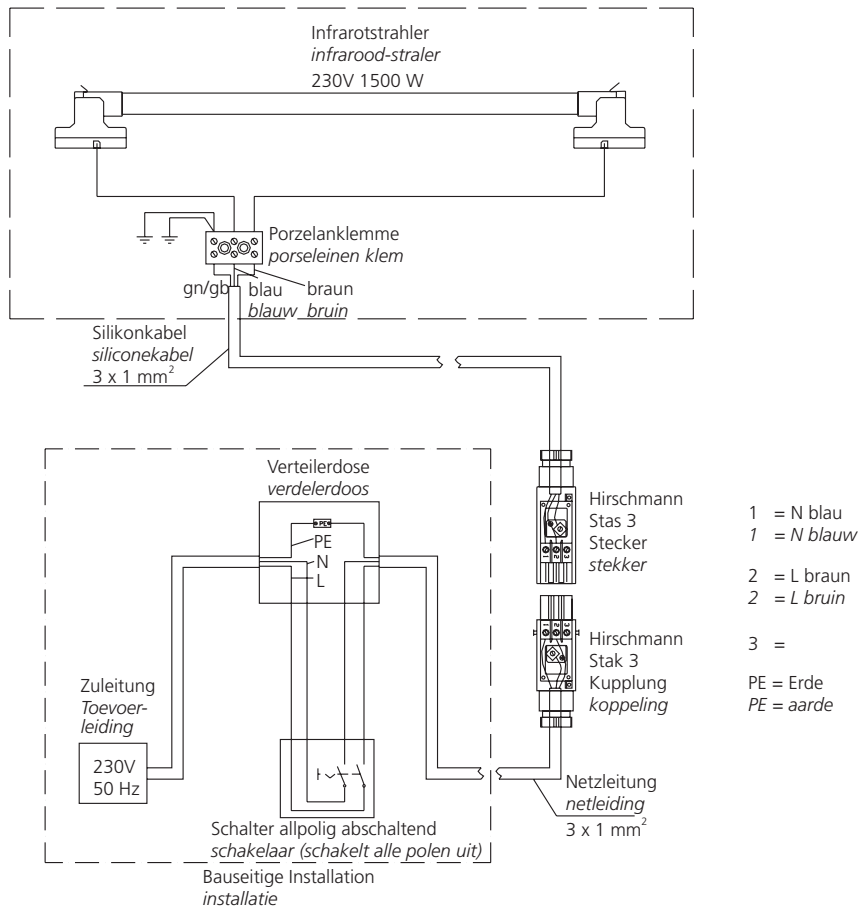 Infrarotstrahler
infrarood-straler
230V 1500 W
Porzelanklemme
porseleinen klem
gn/gb blau braun
blauw bruin
Silikonkabel
siliconekabel
3 x 1 mm²
Verteilerdose
verdelerdoos
PE
PE
N
L
Zuleitung
Toevoer-
leiding
230V
50 Hz
Schalter allpolig abschaltend
schakelaar (schakelt alle polen uit)
Bauseitige Installation
installatie
Hirschmann
Stas 3
Stecker
stekker
1 2 3
1 2 3
Hirschmann
Stak 3
Kupplung
koppeling
Netzleitung
netleiding
3 x 1 mm²
1 = N blau
1 = N blauw
2 = L braun
2 = L bruin
3 =
PE = Erde
PE = aarde